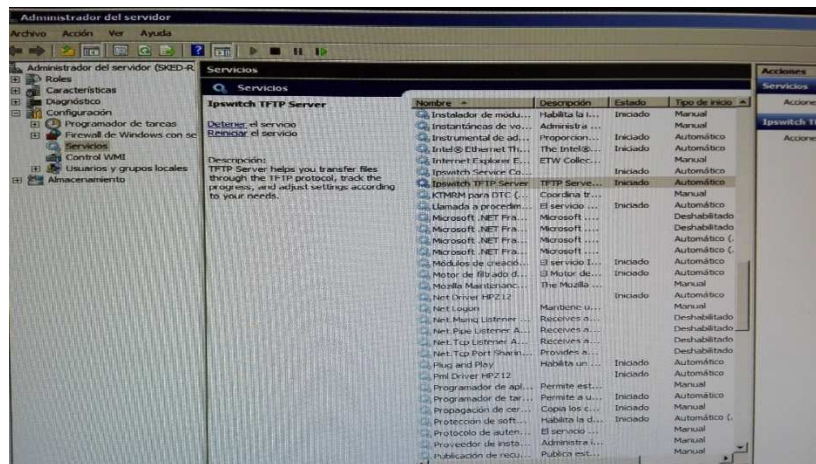 Administrador del servidor
Archivo Acción Ver Ayuda
Administrador del servidor (SKED-R
Roles
Características
Diagnóstico
Configuración
Programador de tareas
Firewall de Windows con se
Servicios
Control WMI
Usuarios y grupos locales
Almacenamiento
Servicios
Servicios
Ipswitch TFTP Server
Detener el servicio
Reiniciar el servicio
Descripción:
TFTP Server helps you transfer files
through the TFTP protocol, track the
progress, and adjust settings according
to your needs.
Nombre Descripción Estado Tipo de inicio
Instalador de módu... Habilita la i... Iniciado Manual
Instantáneas de vo... Administra ... Manual
Instrumental de ad... Proporcion... Iniciado Automático
Intel® Ethernet Th... The Intel®... Iniciado Automático
Internet Explorer E... ETW Collec... Manual
Ipswitch Service Co... Iniciado Automático
Ipswitch TFTP Server TFTP Serve... Iniciado Automático
KTMRM para DTC (... Coordina tr... Manual
Llamada a procedim... El servicio ... Iniciado Automático
Microsoft .NET Fra... Microsoft .... Deshabilitado
Microsoft .NET Fra... Microsoft .... Deshabilitado
Microsoft .NET Fra... Microsoft .... Automático (.
Microsoft .NET Fra... Microsoft .... Automático (.
Módulos de creació... El servicio I... Iniciado Automático
Motor de filtrado d... El Motor de... Iniciado Automático
Mozilla Maintenanc... The Mozilla ... Manual
Net Driver HPZ12 Iniciado Automático
Net Logon Mantiene u... Manual
Net.Msmq Listener ... Receives a... Deshabilitado
Net.Pipe Listener A... Receives a... Deshabilitado
Net.Tcp Listener A... Receives a... Deshabilitado
Net.Tcp Port Sharin... Provides a... Deshabilitado
Plug and Play Habilita un ... Iniciado Automático
Pml Driver HPZ12 Iniciado Automático
Programador de apl... Permite est... Manual
Programador de tar... Permite a u... Iniciado Automático
Propagación de cer... Copia los c... Iniciado Manual
Protección de soft... Habilita la d... Iniciado Automático (.
Protocolo de auten... El servicio ... Manual
Proveedor de insta... Administra i... Manual
Publicación de recu... Publica est... Manual
Acciones
Servicios
Accione
Ipswitch T
Accione